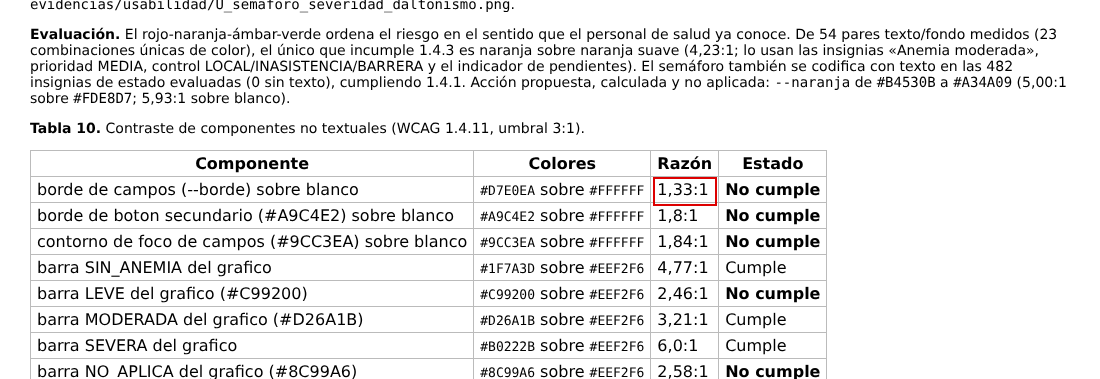 evidencias/usabilidad/U_semaforo_severidad_daltonismo.png.
Evaluación. El rojo-naranja-ámbar-verde ordena el riesgo en el sentido que el personal de salud ya conoce. De 54 pares texto/fondo medidos (23
combinaciones únicas de color), el único que incumple 1.4.3 es naranja sobre naranja suave (4,23:1; lo usan las insignias «Anemia moderada»,
prioridad MEDIA, control LOCAL/INASISTENCIA/BARRERA y el indicador de pendientes). El semáforo también se codifica con texto en las 482
insignias de estado evaluadas (0 sin texto), cumpliendo 1.4.1. Acción propuesta, calculada y no aplicada: --naranja de #B4530B a #A34A09 (5,00:1
sobre #FDE8D7; 5,93:1 sobre blanco).
Tabla 10. Contraste de componentes no textuales (WCAG 1.4.11, umbral 3:1).
Componente Colores Razón Estado
borde de campos (--borde) sobre blanco #D7E0EA sobre #FFFFFF 1,33:1 No cumple
borde de boton secundario (#A9C4E2) sobre blanco #A9C4E2 sobre #FFFFFF 1,8:1 No cumple
contorno de foco de campos (#9CC3EA) sobre blanco #9CC3EA sobre #FFFFFF 1,84:1 No cumple
barra SIN_ANEMIA del grafico #1F7A3D sobre #EEF2F6 4,77:1 Cumple
barra LEVE del grafico (#C99200) #C99200 sobre #EEF2F6 2,46:1 No cumple
barra MODERADA del grafico (#D26A1B) #D26A1B sobre #EEF2F6 3,21:1 Cumple
barra SEVERA del grafico #B0222B sobre #EEF2F6 6,0:1 Cumple
barra NO_APLICA del grafico (#8C99A6) #8C99A6 sobre #EEF2F6 2,58:1 No cumple